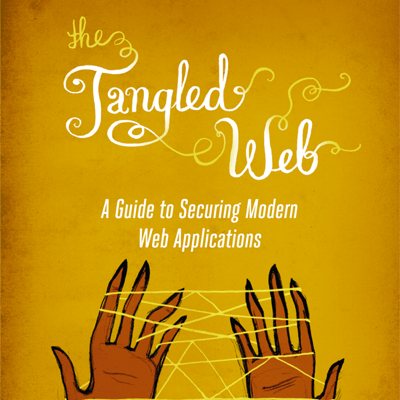 the
Tangled
Web
A Guide to Securing Modern
Web Applications